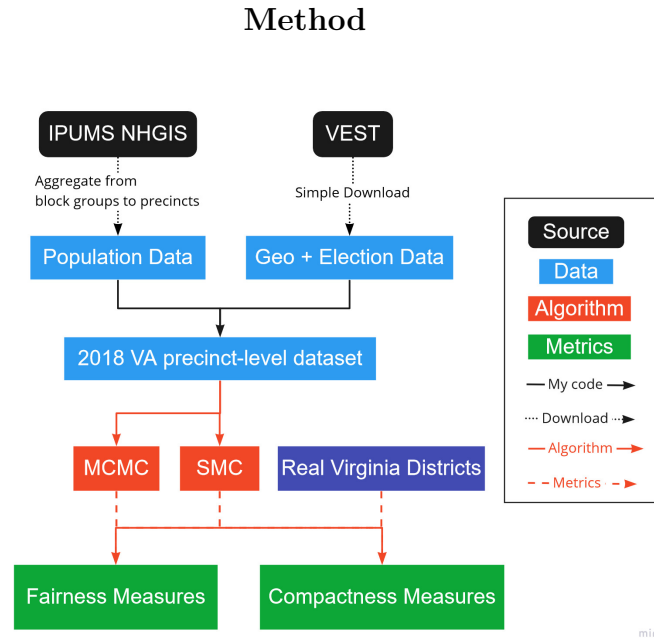 Method
IPUMS NHGIS
VEST
Aggregate from
block groups to precincts
Simple Download
Population Data
Geo + Election Data
2018 VA precinct-level dataset
MCMC
SMC
Real Virginia Districts
Fairness Measures
Compactness Measures
Source
Data
Algorithm
Metrics
My code
Download
Algorithm
Metrics